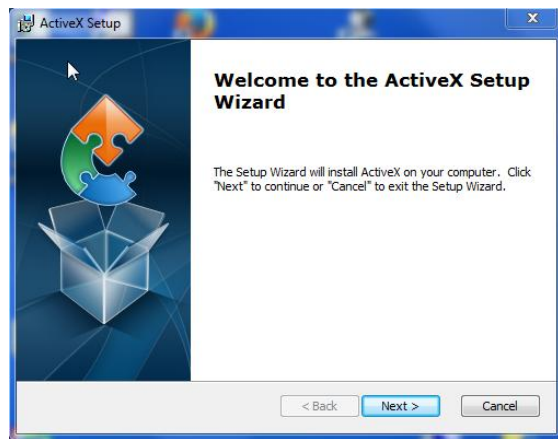 ActiveX Setup
Welcome to the ActiveX Setup
Wizard
The Setup Wizard will install ActiveX on your computer. Click
"Next" to continue or "Cancel" to exit the Setup Wizard.
< Back
Next >
Cancel